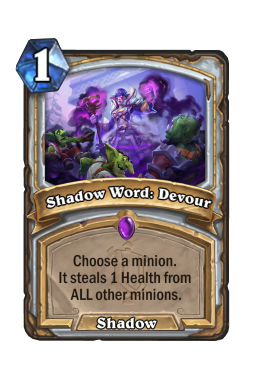 1
Shadow Word: Devour
Choose a minion.
It steals 1 Health from
ALL other minions.
Shadow